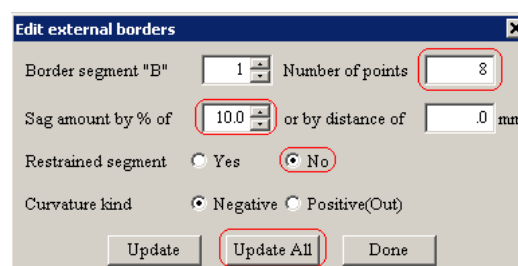 Edit external borders
Border segment "B" 1 Number of points 8
Sag amount by % of 10.0 or by distance of .0 mm
Restrained segment Yes No
Curvature kind Negative Positive(Out)
Update Update All Done